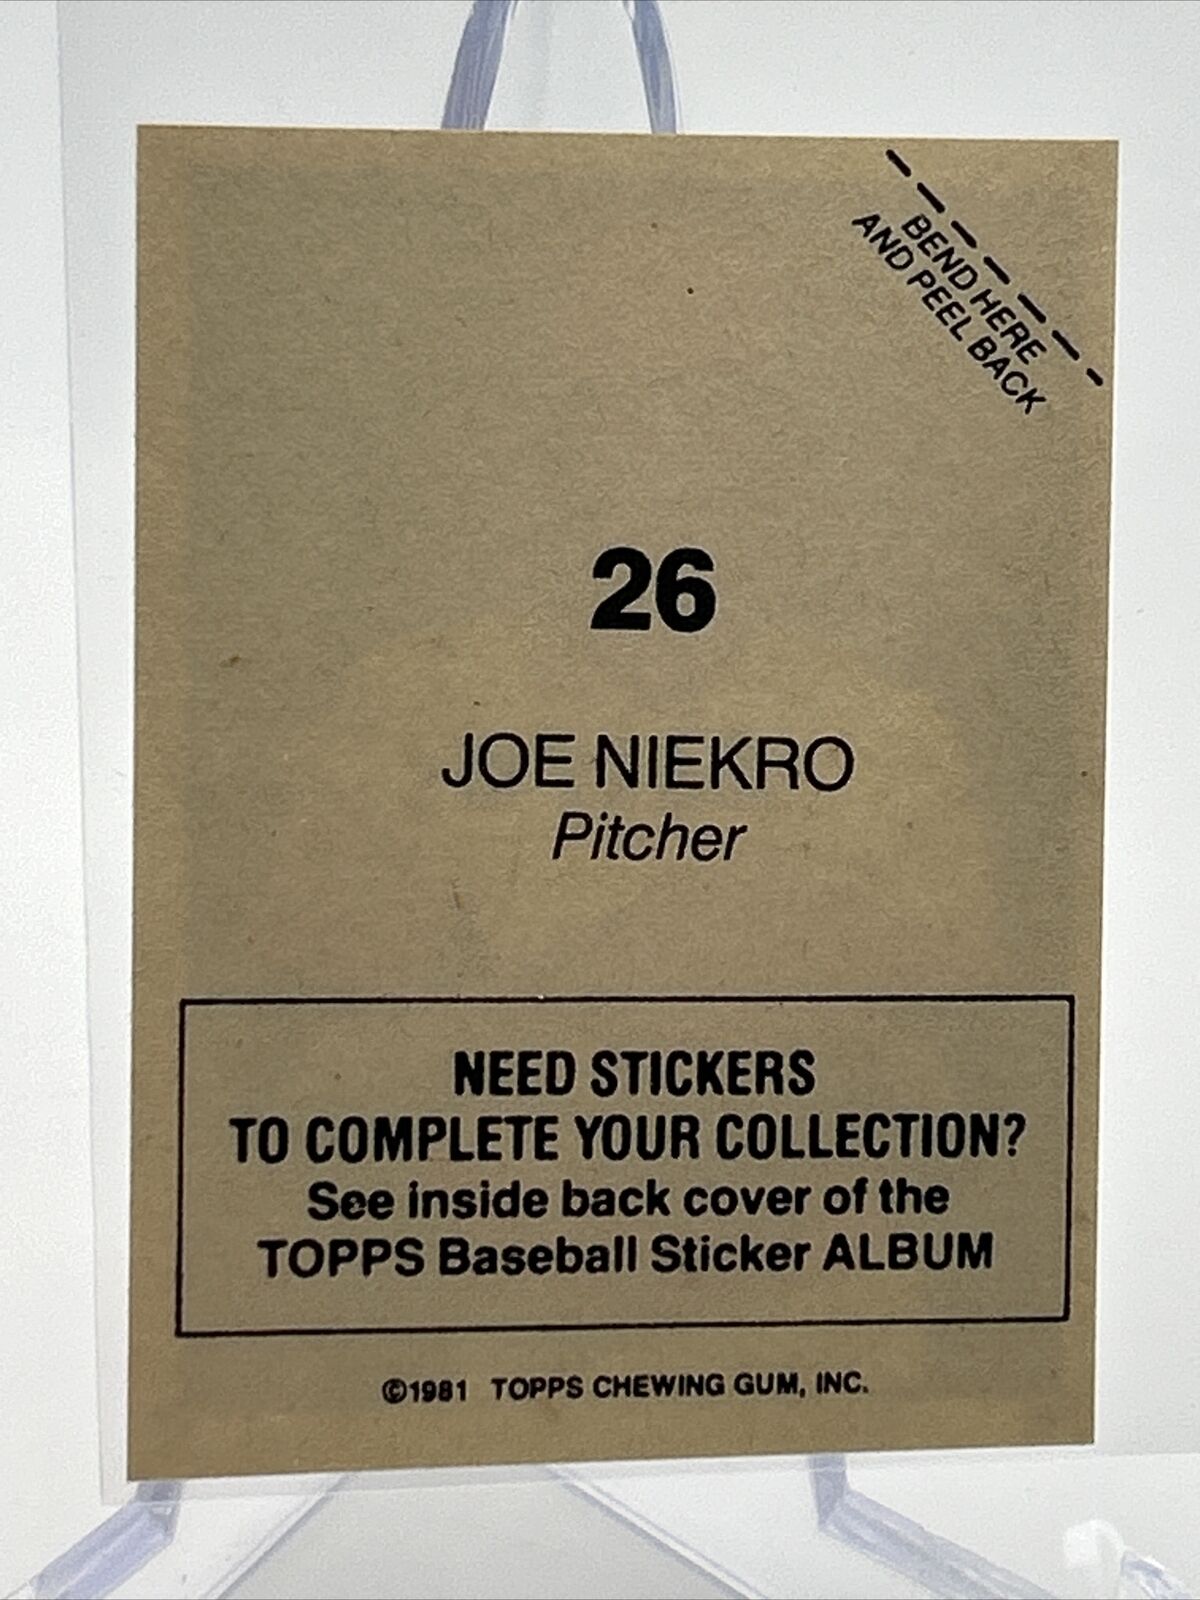 BEND HERE
AND PEEL BACK
26
JOE NIEKRO
Pitcher
NEED STICKERS
TO COMPLETE YOUR COLLECTION?
See inside back cover of the
TOPPS Baseball Sticker ALBUM
©1981 TOPPS CHEWING GUM, INC.